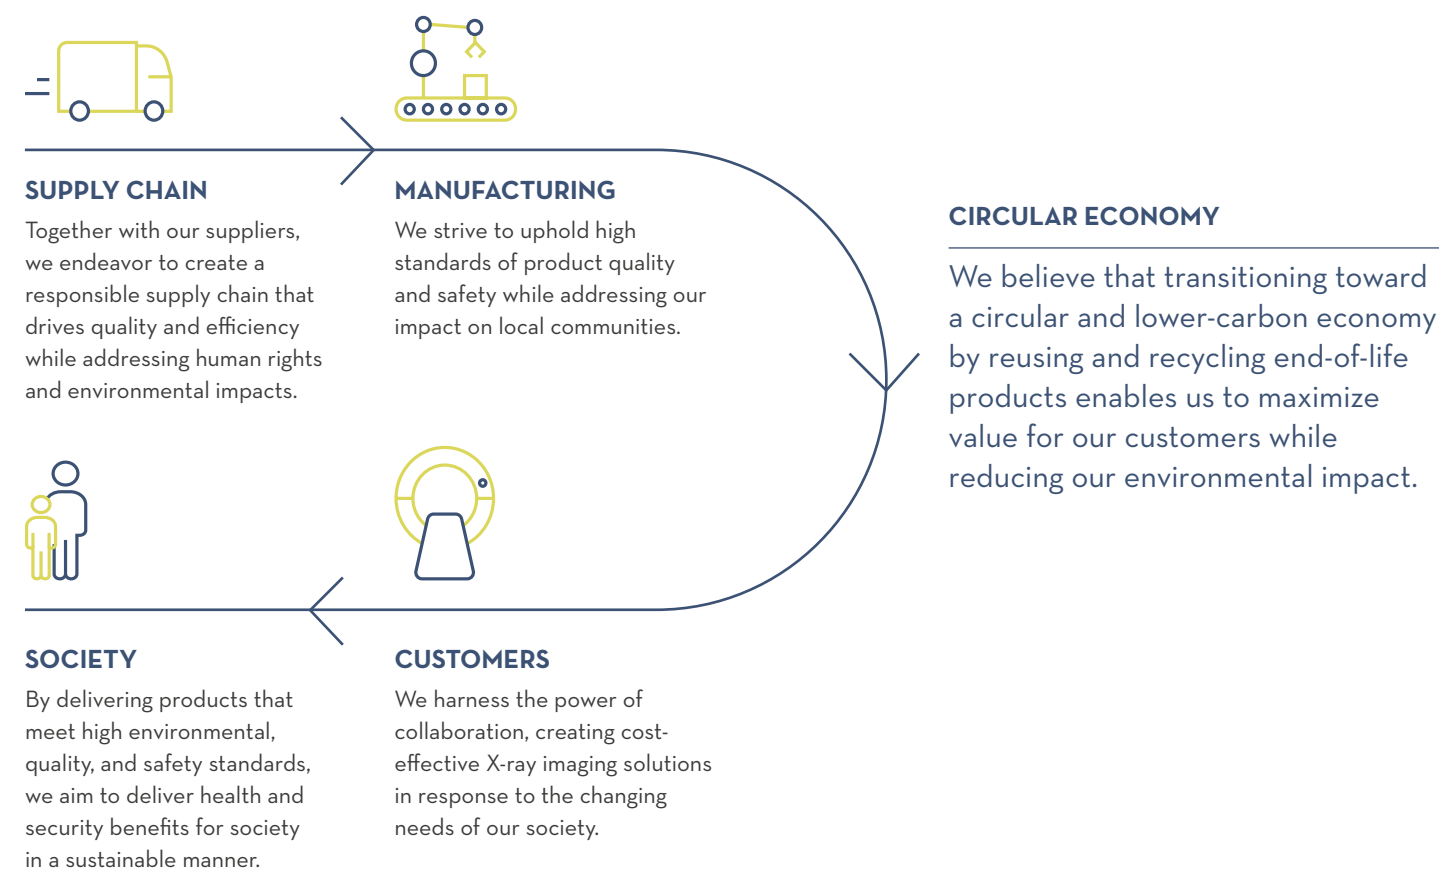 SUPPLY CHAIN
Together with our suppliers,
we endeavor to create a
responsible supply chain that
drives quality and efficiency
while addressing human rights
and environmental impacts.
MANUFACTURING
We strive to uphold high
standards of product quality
and safety while addressing our
impact on local communities.
CIRCULAR ECONOMY
We believe that transitioning toward
a circular and lower-carbon economy
by reusing and recycling end-of-life
products enables us to maximize
value for our customers while
reducing our environmental impact.
SOCIETY
By delivering products that
meet high environmental,
quality, and safety standards,
we aim to deliver health and
security benefits for society
in a sustainable manner.
CUSTOMERS
We harness the power of
collaboration, creating cost-
effective X-ray imaging solutions
in response to the changing
needs of our society.